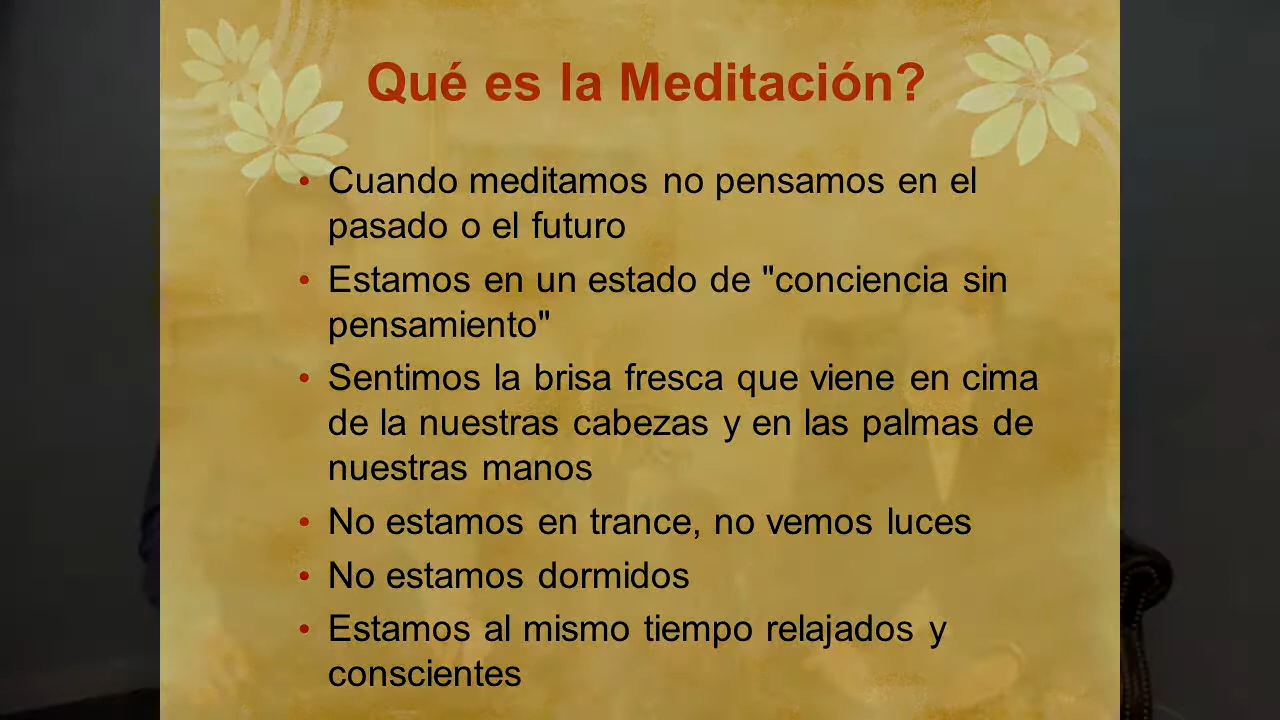 Qué es la Meditación?
• Cuando meditamos no pensamos en el
pasado o el futuro
• Estamos en un estado de "conciencia sin
pensamiento"
• Sentimos la brisa fresca que viene en cima
de la nuestras cabezas y en las palmas de
nuestras manos
• No estamos en trance, no vemos luces
• No estamos dormidos
• Estamos al mismo tiempo relajados y
conscientes